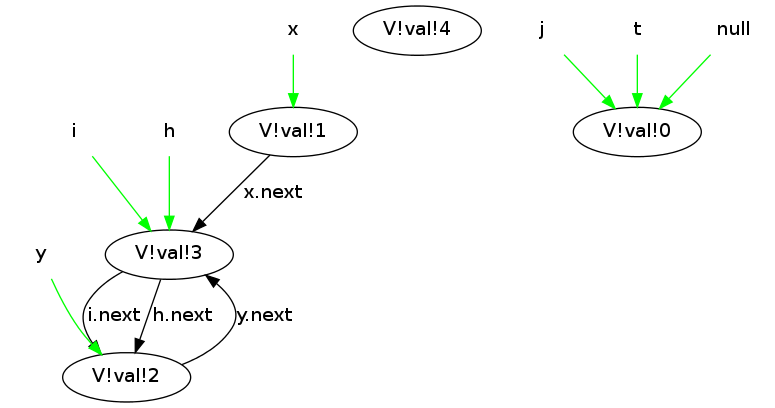 x V!val!4 j t null
i h V!val!1 V!val!0
x.next
y V!val!3
i.next h.next y.next
V!val!2